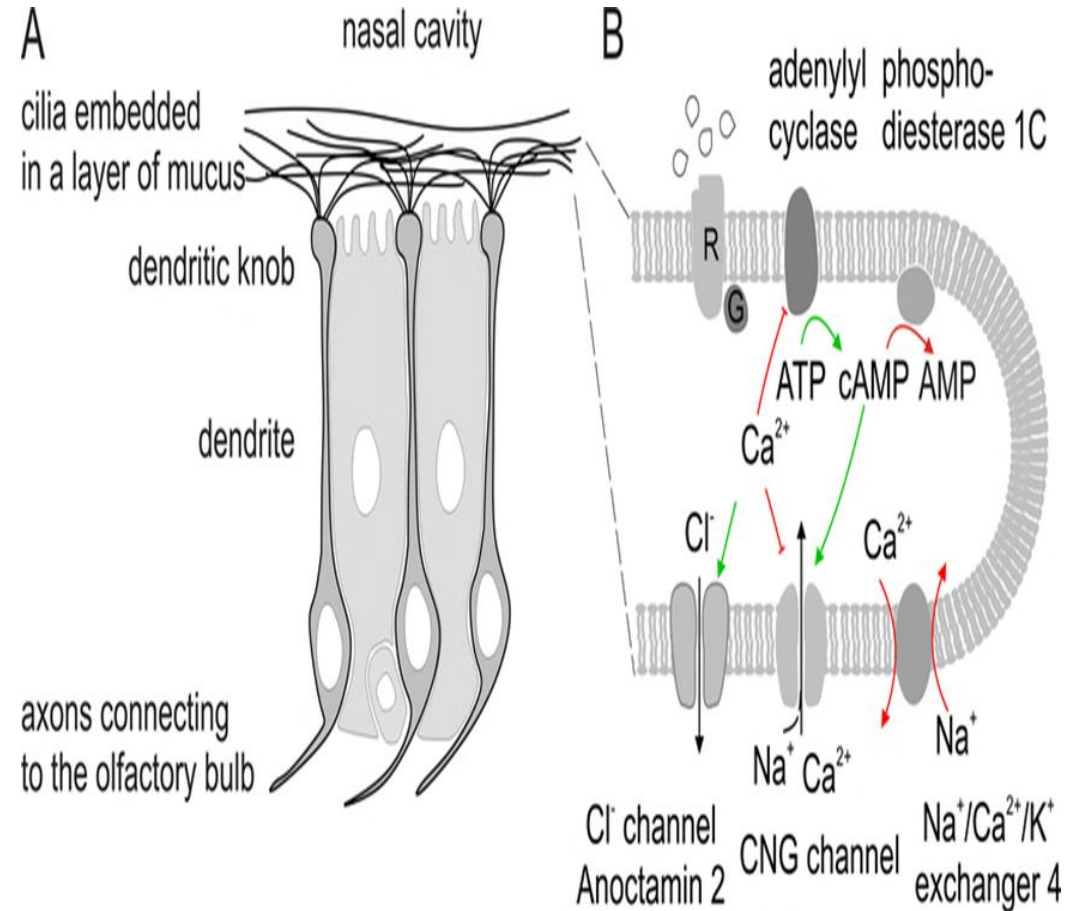 A
nasal cavity
cilia embedded
in a layer of mucus
dendritic knob
dendrite
axons connecting
to the olfactory bulb
B
adenylyl phospho-
cyclase diesterase 1C
R
G
ATP cAMP AMP
Ca²⁺
Cl⁻
Ca²⁺
Na⁺ Ca²⁺
Na⁺
Cl⁻ channel
Anoctamin 2
CNG channel
Na⁺/Ca²⁺/K⁺
exchanger 4